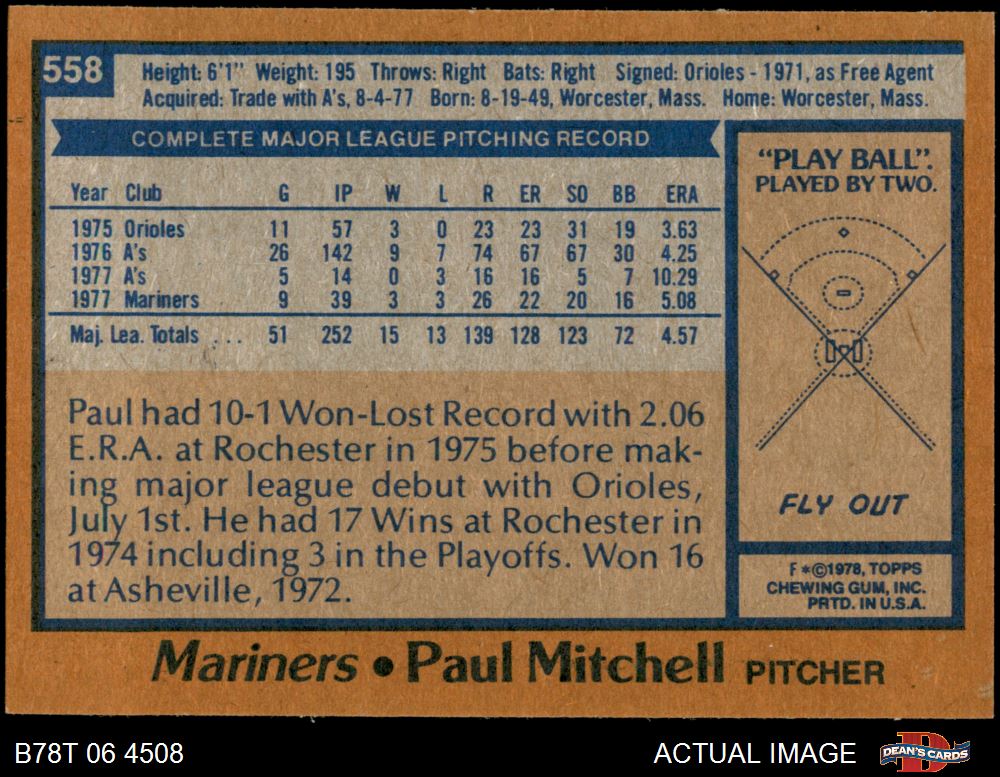 558
Height: 6'1" Weight: 195 Throws: Right Bats: Right Signed: Orioles - 1971, as Free Agent
Acquired: Trade with A's, 8-4-77 Born: 8-19-49, Worcester, Mass. Home: Worcester, Mass.
COMPLETE MAJOR LEAGUE PITCHING RECORD
Year Club G IP W L R ER SO BB ERA
1975 Orioles 11 57 3 0 23 23 31 19 3.63
1976 A's 26 142 9 7 74 67 67 30 4.25
1977 A's 5 14 0 3 16 16 5 7 10.29
1977 Mariners 9 39 3 3 26 22 20 16 5.08
Maj. Lea. Totals ... 51 252 15 13 139 128 123 72 4.57
Paul had 10-1 Won-Lost Record with 2.06
E.R.A. at Rochester in 1975 before mak-
ing major league debut with Orioles,
July 1st. He had 17 Wins at Rochester in
1974 including 3 in the Playoffs. Won 16
at Asheville, 1972.
"PLAY BALL".
PLAYED BY TWO.
FLY OUT
F*©1978, TOPPS
CHEWING GUM, INC.
PRTD. IN U.S.A.
Mariners • Paul Mitchell PITCHER
B78T 06 4508
ACTUAL IMAGE
DEAN'S CARDS